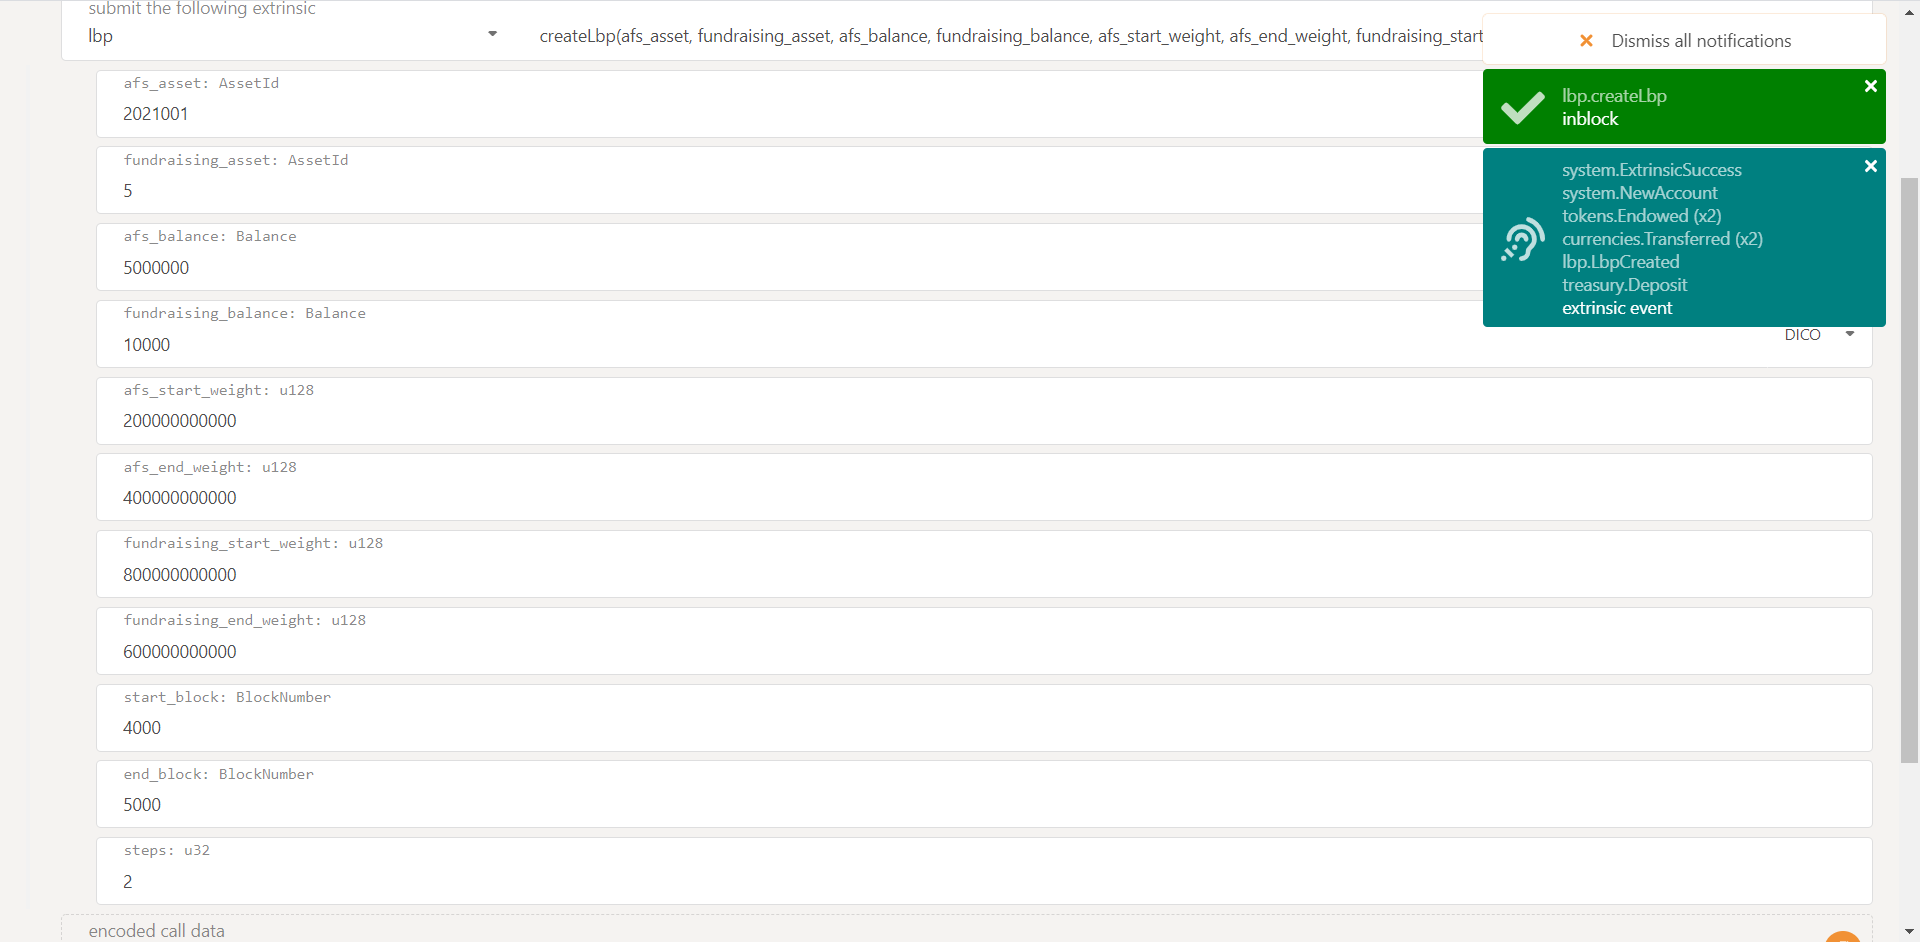 submit the following extrinsic
lbp
createLbp(afs_asset, fundraising_asset, afs_balance, fundraising_balance, afs_start_weight, afs_end_weight, fundraising_start
Dismiss all notifications
lbp.createLbp
inblock
system.ExtrinsicSuccess
system.NewAccount
tokens.Endowed (x2)
currencies.Transferred (x2)
lbp.LbpCreated
treasury.Deposit
extrinsic event
afs_asset: AssetId
2021001
fundraising_asset: AssetId
5
afs_balance: Balance
5000000
fundraising_balance: Balance
10000
DICO
afs_start_weight: u128
200000000000
afs_end_weight: u128
400000000000
fundraising_start_weight: u128
800000000000
fundraising_end_weight: u128
600000000000
start_block: BlockNumber
4000
end_block: BlockNumber
5000
steps: u32
2
encoded call data